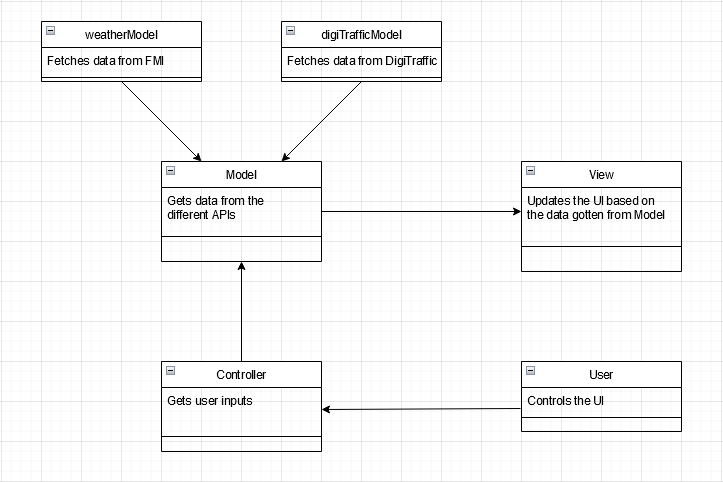 weatherModel
Fetches data from FMI
digiTrafficModel
Fetches data from DigiTraffic
Model
Gets data from the
different APIs
View
Updates the UI based on
the data gotten from Model
Controller
Gets user inputs
User
Controls the UI